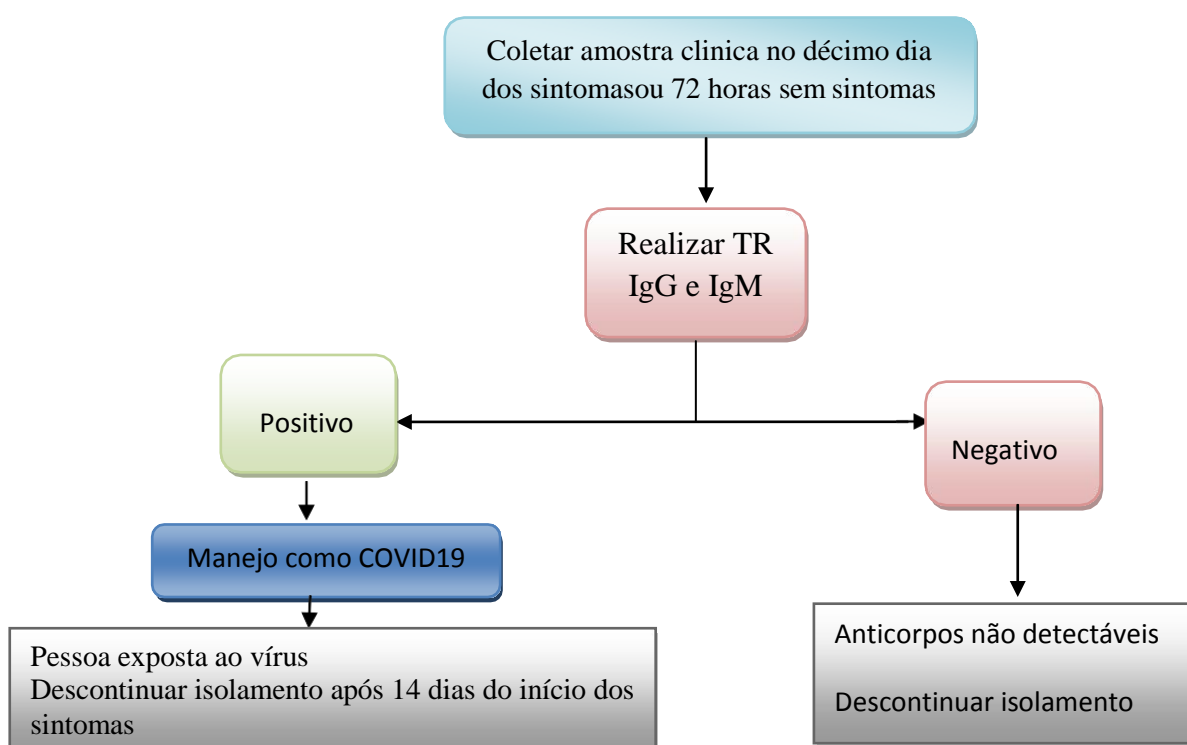 Coletar amostra clinica no décimo dia
dos sintomasou 72 horas sem sintomas
Realizar TR
IgG e IgM
Positivo
Negativo
Manejo como COVID19
Pessoa exposta ao vírus
Descontinuar isolamento após 14 dias do início dos
sintomas
Anticorpos não detectáveis
Descontinuar isolamento